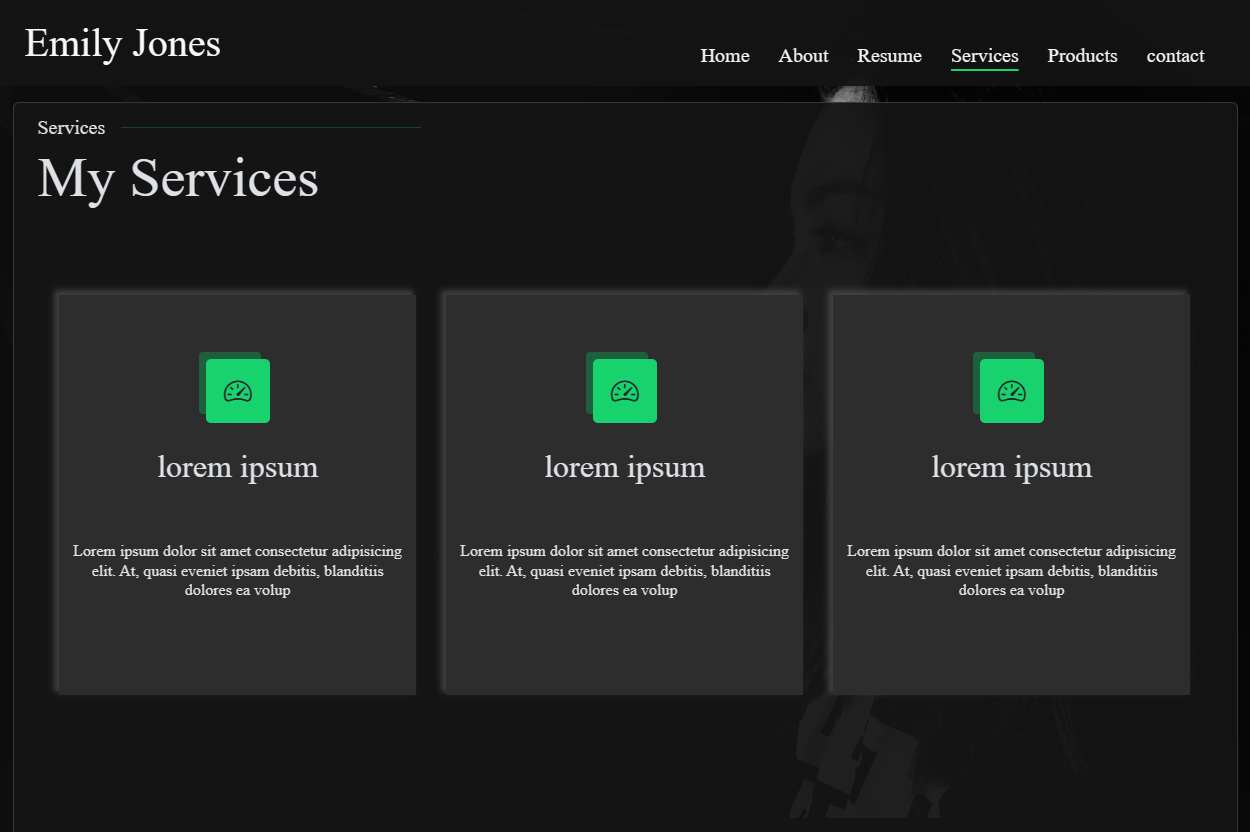 Emily Jones
Home About Resume Services Products contact
Services
My Services
lorem ipsum
Lorem ipsum dolor sit amet consectetur adipisicing
elit. At, quasi eveniet ipsam debitis, blanditiis
dolores ea volup
lorem ipsum
Lorem ipsum dolor sit amet consectetur adipisicing
elit. At, quasi eveniet ipsam debitis, blanditiis
dolores ea volup
lorem ipsum
Lorem ipsum dolor sit amet consectetur adipisicing
elit. At, quasi eveniet ipsam debitis, blanditiis
dolores ea volup